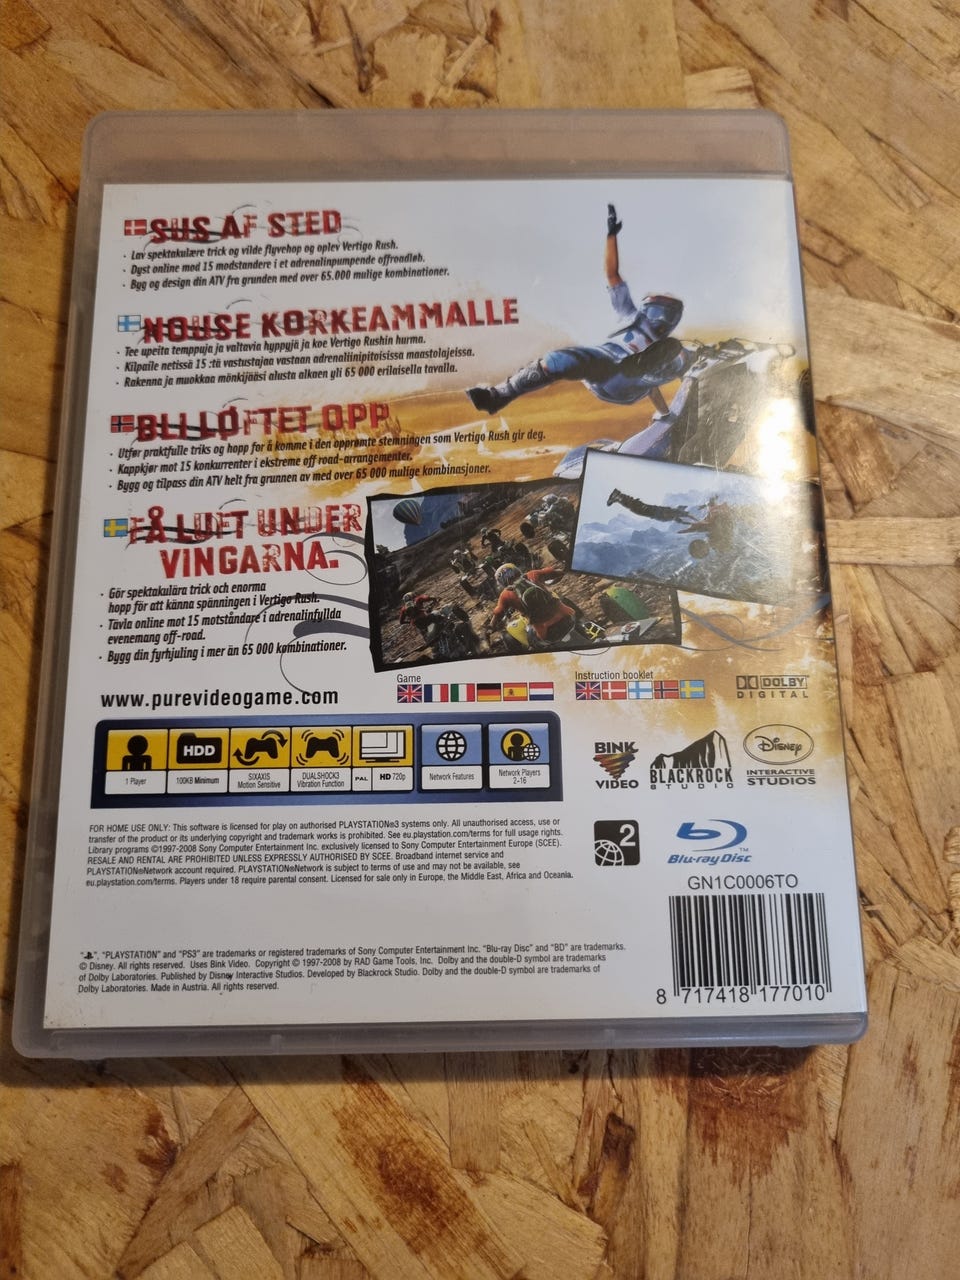 SUS AF STED
· Lav spektakulære trick og vilde flyvehop og oplev Vertigo Rush.
· Dyst online mod 15 modstandere i et adrenalinpumpende offroadløb.
· Byg og design din ATV fra grunden med over 65.000 mulige kombinationer.
NOUSE KORKEAMMALLE
· Tee upeita temppuja ja valtavia hyppyjä ja koe Vertigo Rushin hurma.
· Kilpaile netissä 15 :tä vastustajaa vastaan adrenaliinipitoisissa maastolajeissa.
· Rakenna ja muokkaa mönkijääsi alusta alkaen yli 65 000 erilaisella tavalla.
BLI LØFTET OPP
· Utfør praktfulle triks og hopp for å komme i den opprømte stemningen som Vertigo Rush gir deg.
· Kappkjør mot 15 konkurrenter i ekstreme off road-arrangementer.
· Bygg og tilpass din ATV helt fra grunnen av med over 65 000 mulige kombinasjoner.
FÅ LUFT UNDER
VINGARNA.
· Gör spektakulära trick och enorma
hopp för att känna spänningen i Vertigo Rush.
· Tävla online mot 15 motståndare i adrenalinfyllda
evenemang off-road.
· Bygg din fyrhjuling i mer än 65 000 kombinationer.
www.purevideogame.com
Game
Instruction booklet
DOLBY
DIGITAL
1 Player
HDD
100KB Minimum
SIXAXIS
Motion Sensitive
DUALSHOCK3
Vibration Function
PAL
HD 720p
Network Features
Network Players
2-16
BINK
VIDEO
BLACKROCK
STUDIO
Disney
INTERACTIVE
STUDIOS
FOR HOME USE ONLY: This software is licensed for play on authorised PLAYSTATION®3 systems only. All unauthorised access, use or
transfer of the product or its underlying copyright and trademark works is prohibited. See eu.playstation.com/terms for full usage rights.
Library programs ©1997-2008 Sony Computer Entertainment Inc. exclusively licensed to Sony Computer Entertainment Europe (SCEE).
RESALE AND RENTAL ARE PROHIBITED UNLESS EXPRESSLY AUTHORISED BY SCEE. Broadband internet service and
PLAYSTATION®Network account required. PLAYSTATION®Network is subject to terms of use and may not be available, see
eu.playstation.com/terms. Players under 18 require parental consent. Licensed for sale only in Europe, the Middle East, Africa and Oceania.
2
Blu-ray Disc™
GN1C0006TO
8 717418 177010
" ", "PLAYSTATION" and "PS3" are trademarks or registered trademarks of Sony Computer Entertainment Inc. "Blu-ray Disc" and "BD" are trademarks.
© Disney. All rights reserved. Uses Bink Video. Copyright © 1997-2008 by RAD Game Tools, Inc. Dolby and the double-D symbol are trademarks
of Dolby Laboratories. Published by Disney Interactive Studios. Developed by Blackrock Studio. Dolby and the double-D symbol are trademarks of
Dolby Laboratories. Made in Austria. All rights reserved.